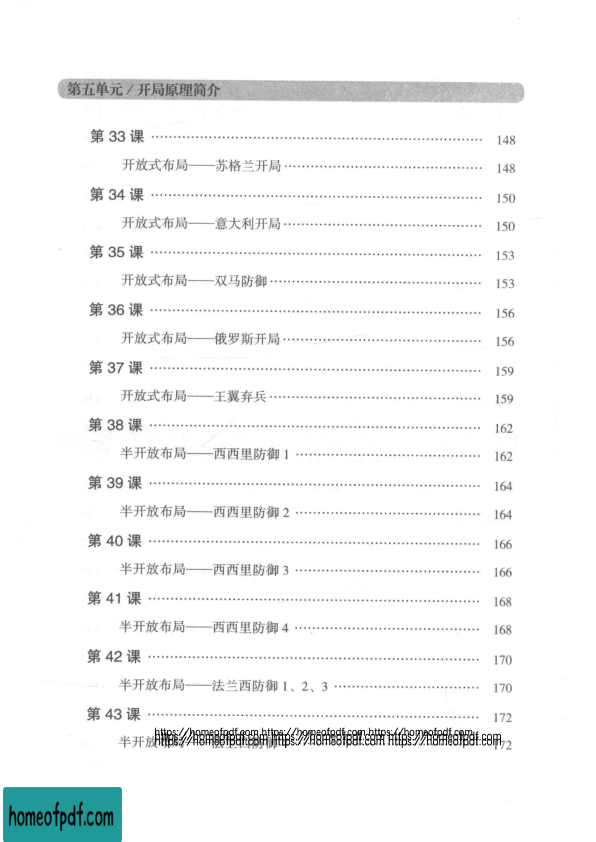 第五单元/开局原理简介
第 33 课 148
开放式布局——苏格兰开局 148
第 34 课 150
开放式布局——意大利开局 150
第 35 课 153
开放式布局——双马防御 153
第 36 课 156
开放式布局——俄罗斯开局 156
第 37 课 159
开放式布局——王翼弃兵 159
第 38 课 162
半开放布局——西西里防御 1 162
第 39 课 164
半开放布局——西西里防御 2 164
第 40 课 166
半开放布局——西西里防御 3 166
第 41 课 168
半开放布局——西西里防御 4 168
第 42 课 170
半开放布局——法兰西防御 1、2、3 170
第 43 课 172
https://homeofpdf.com https://homeofpdf.com https://homeofpdf.com
https://homeofpdf.com https://homeofpdf.com https://homeofpdf.com
半开放布局 172
homeofpdf.com